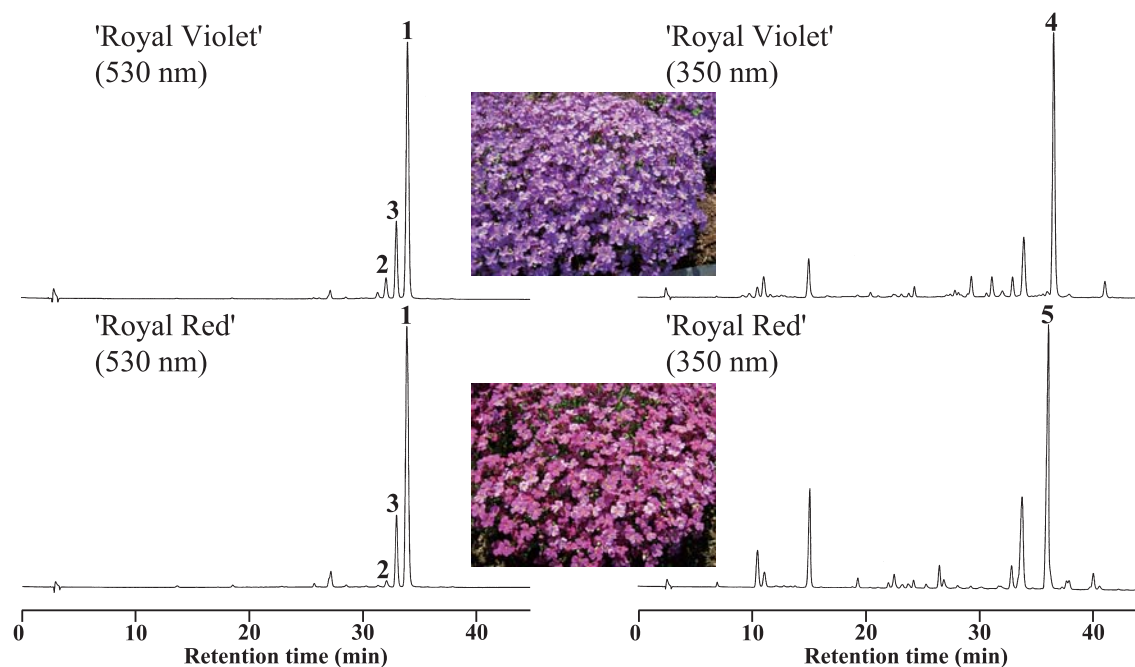 'Royal Violet'
(530 nm)
1
3
2
'Royal Violet'
(350 nm)
4
'Royal Red'
(530 nm)
1
3
2
'Royal Red'
(350 nm)
5
0 10 20 30 40
Retention time (min)
0 10 20 30 40
Retention time (min)